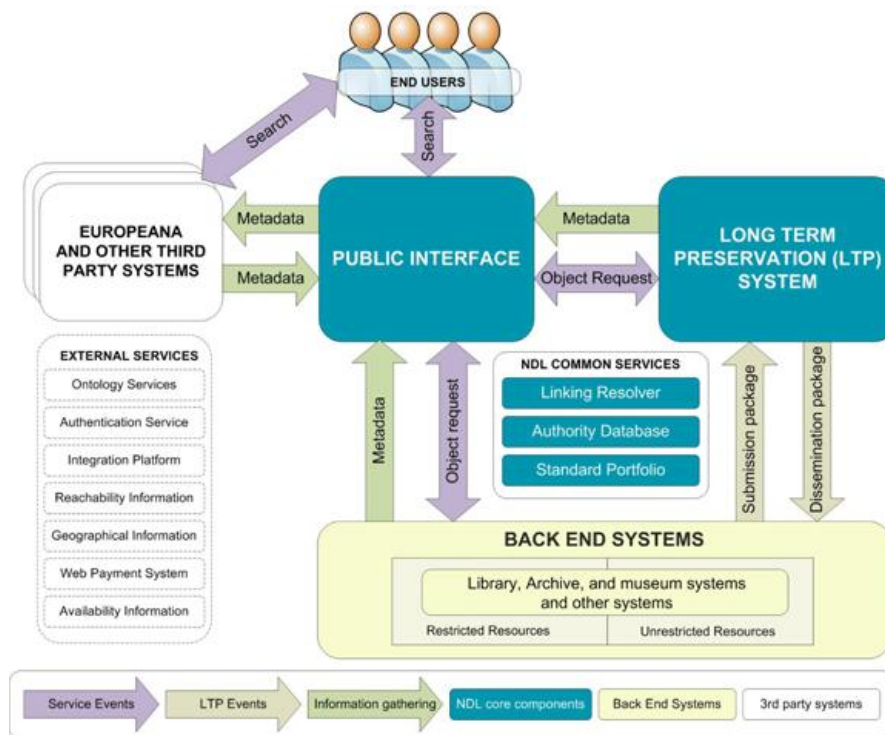 END USERS
Search
Search
EUROPEANA
AND OTHER THIRD
PARTY SYSTEMS
Metadata
Metadata
PUBLIC INTERFACE
Metadata
Object Request
LONG TERM
PRESERVATION (LTP)
SYSTEM
EXTERNAL SERVICES
Ontology Services
Authentication Service
Integration Platform
Reachability Information
Geographical Information
Web Payment System
Availability Information
Metadata
Object request
NDL COMMON SERVICES
Linking Resolver
Authority Database
Standard Portfolio
Submission package
Dissemination package
BACK END SYSTEMS
Library, Archive, and museum systems
and other systems
Restricted Resources
Unrestricted Resources
Service Events
LTP Events
Information gathering
NDL core components
Back End Systems
3rd party systems